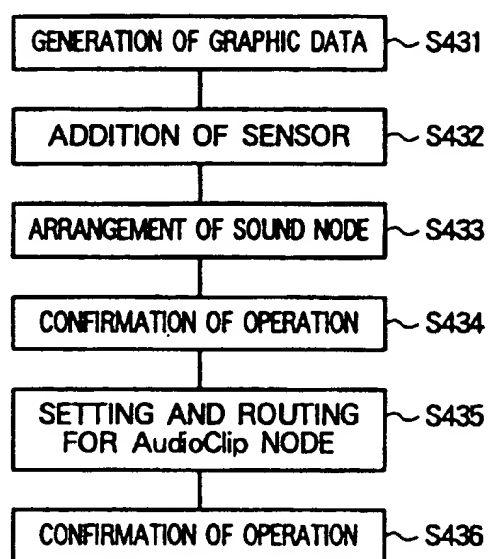 GENERATION OF GRAPHIC DATA ~ S431
ADDITION OF SENSOR ~ S432
ARRANGEMENT OF SOUND NODE ~ S433
CONFIRMATION OF OPERATION ~ S434
SETTING AND ROUTING
FOR AudioClip NODE ~ S435
CONFIRMATION OF OPERATION ~ S436